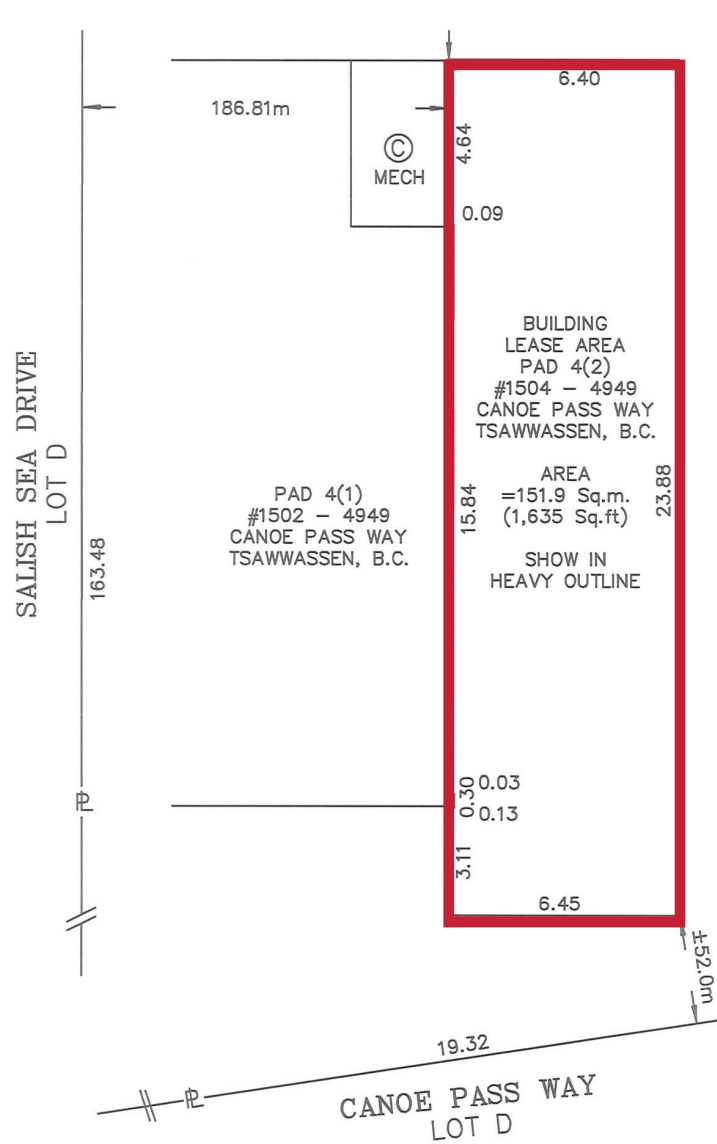 6.40
186.81m
4.64
©
MECH
0.09
BUILDING
LEASE AREA
PAD 4(2)
#1504 – 4949
CANOE PASS WAY
TSAWWASSEN, B.C.
AREA
=151.9 Sq.m.
(1,635 Sq.ft)
SHOW IN
HEAVY OUTLINE
15.84
23.88
PAD 4(1)
#1502 – 4949
CANOE PASS WAY
TSAWWASSEN, B.C.
SALISH SEA DRIVE
LOT D
163.48
PL
0.30
0.03
0.13
3.11
6.45
±52.0m
19.32
PL
CANOE PASS WAY
LOT D